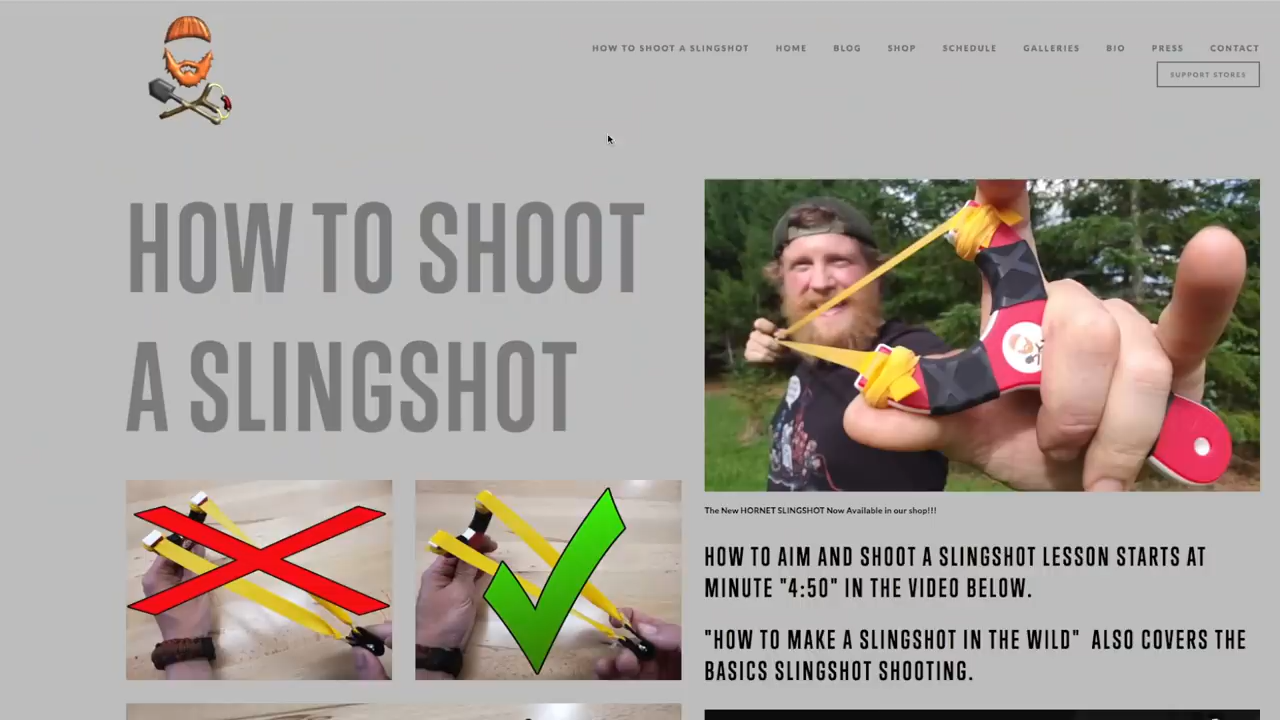 HOW TO SHOOT A SLINGSHOT HOME BLOG SHOP SCHEDULE GALLERIES BIO PRESS CONTACT
SUPPORT STORES
HOW TO SHOOT
A SLINGSHOT
The New HORNET SLINGSHOT Now Available in our shop!!!
HOW TO AIM AND SHOOT A SLINGSHOT LESSON STARTS AT
MINUTE "4:50" IN THE VIDEO BELOW.
"HOW TO MAKE A SLINGSHOT IN THE WILD" ALSO COVERS THE
BASICS SLINGSHOT SHOOTING.